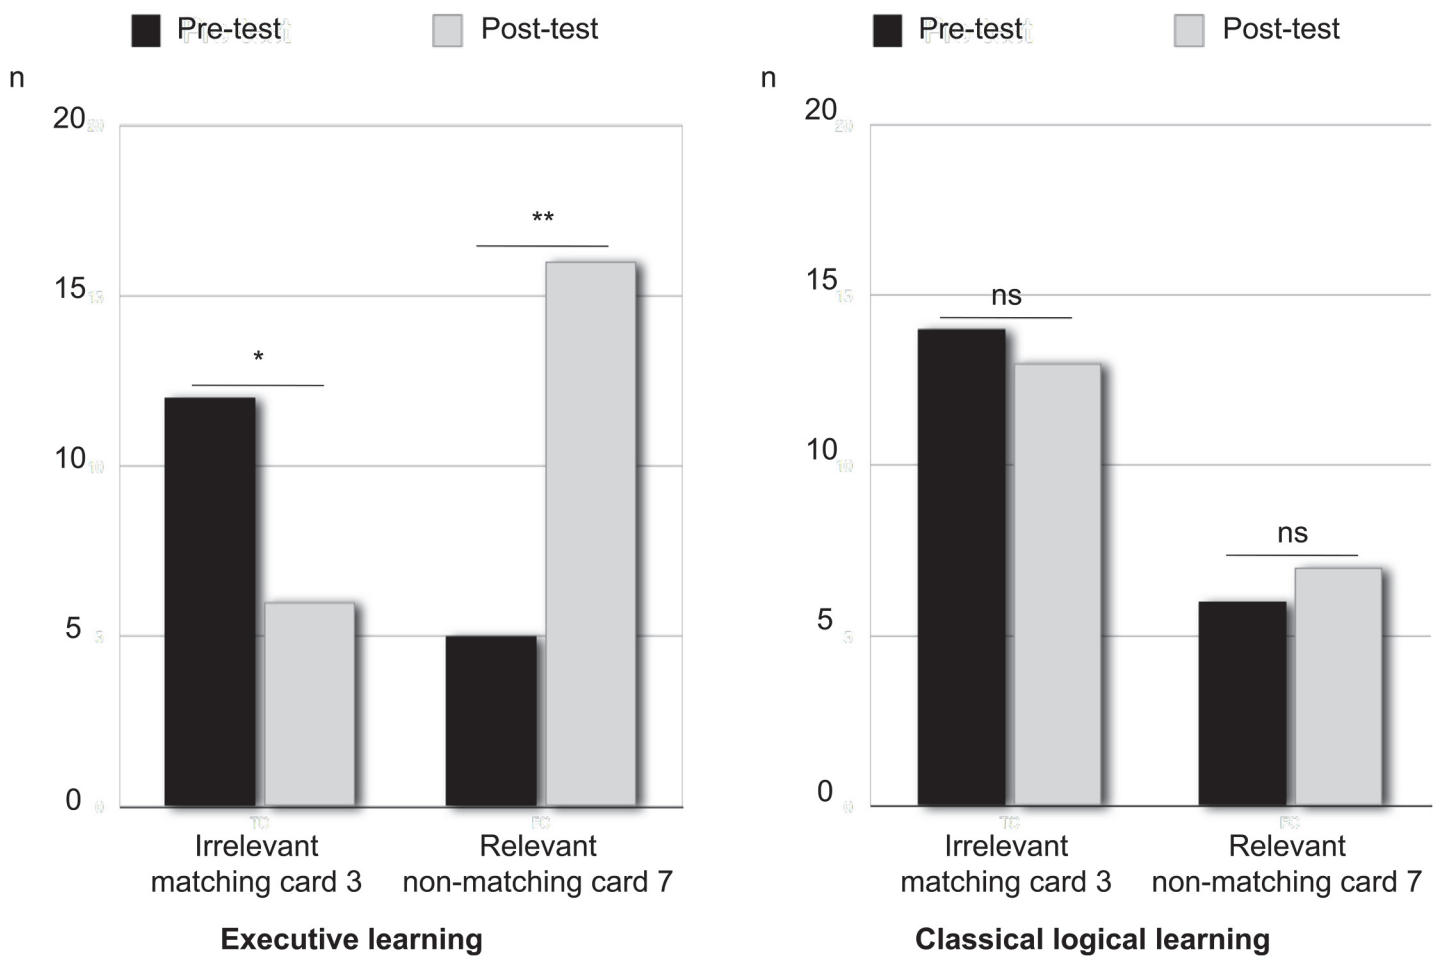 Pre-test
Post-test
n
20
15
10
5
0
*
**
Irrelevant
matching card 3
Relevant
non-matching card 7
Executive learning
Pre-test
Post-test
n
20
15
10
5
0
ns
ns
Irrelevant
matching card 3
Relevant
non-matching card 7
Classical logical learning